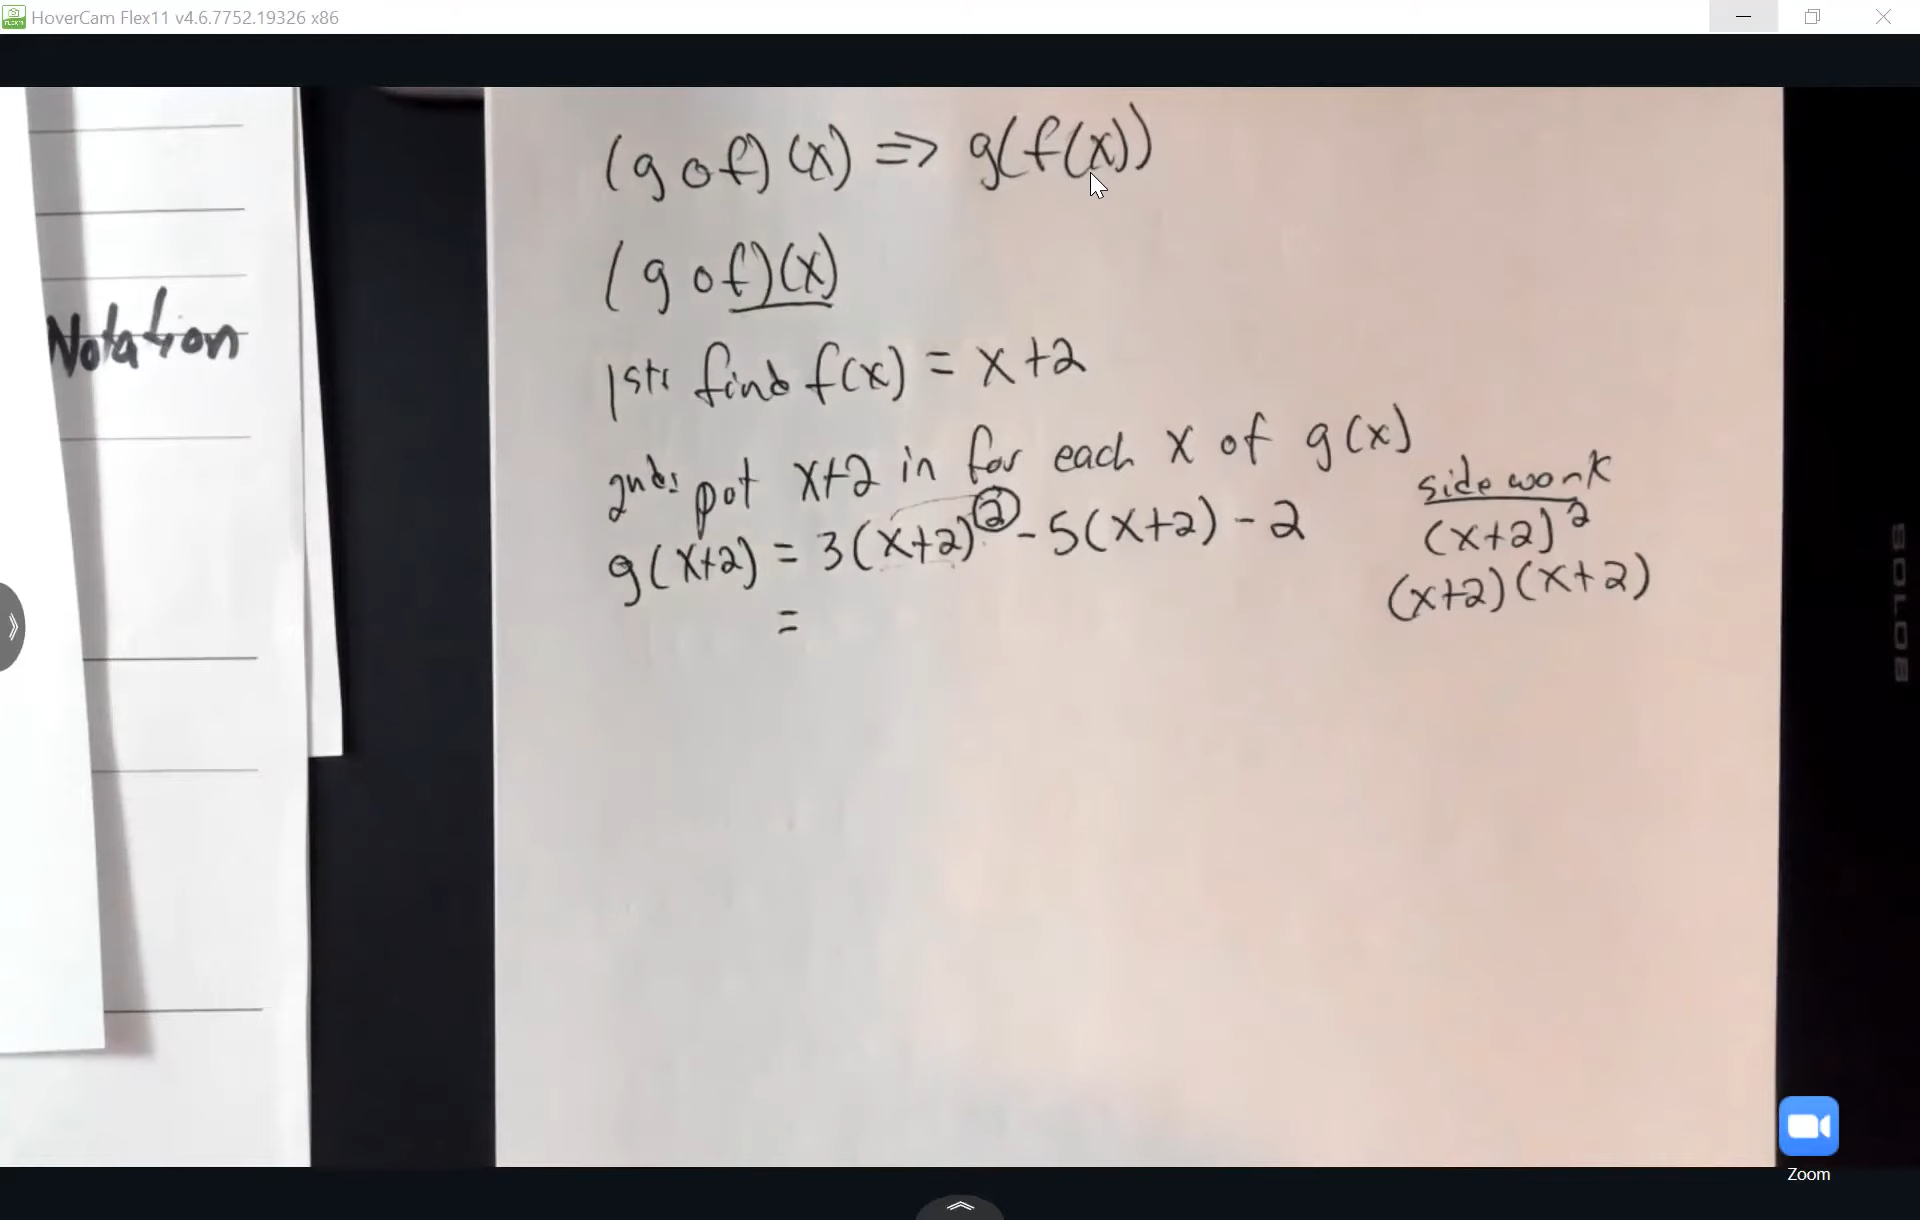 HoverCam Flex11 v4.6.7752.19326 x86
(g o f)(x) => g(f(x))
(g o f)(x)
Notation
1st: find f(x) = x+2
2nd: put x+2 in for each x of g(x)
side work
g(x+2) = 3(x+2)² - 5(x+2) - 2
(x+2)²
(x+2)(x+2)
=
Zoom